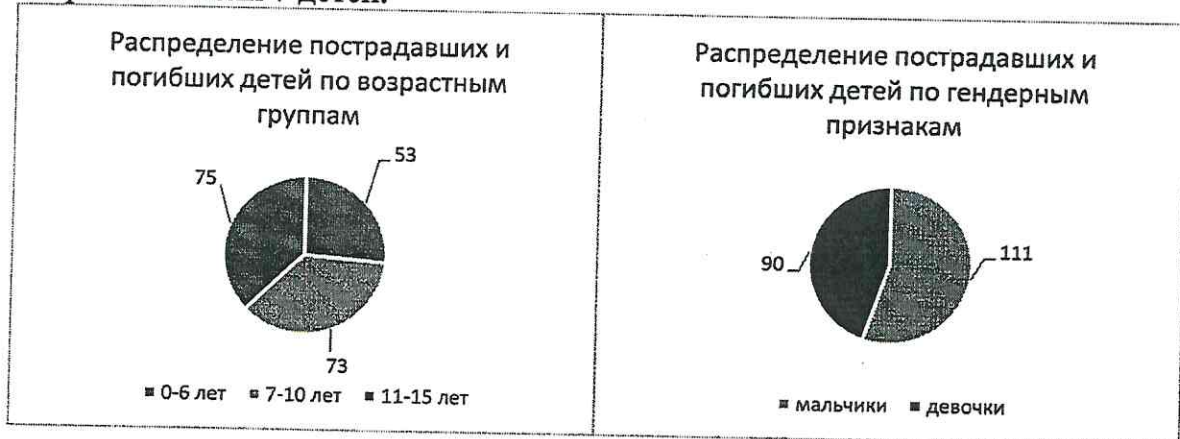 детей.
Распределение пострадавших и
погибших детей по возрастным
группам
53
75
73
0-6 лет 7-10 лет 11-15 лет
Распределение пострадавших и
погибших детей по гендерным
признакам
90
111
мальчики девочки